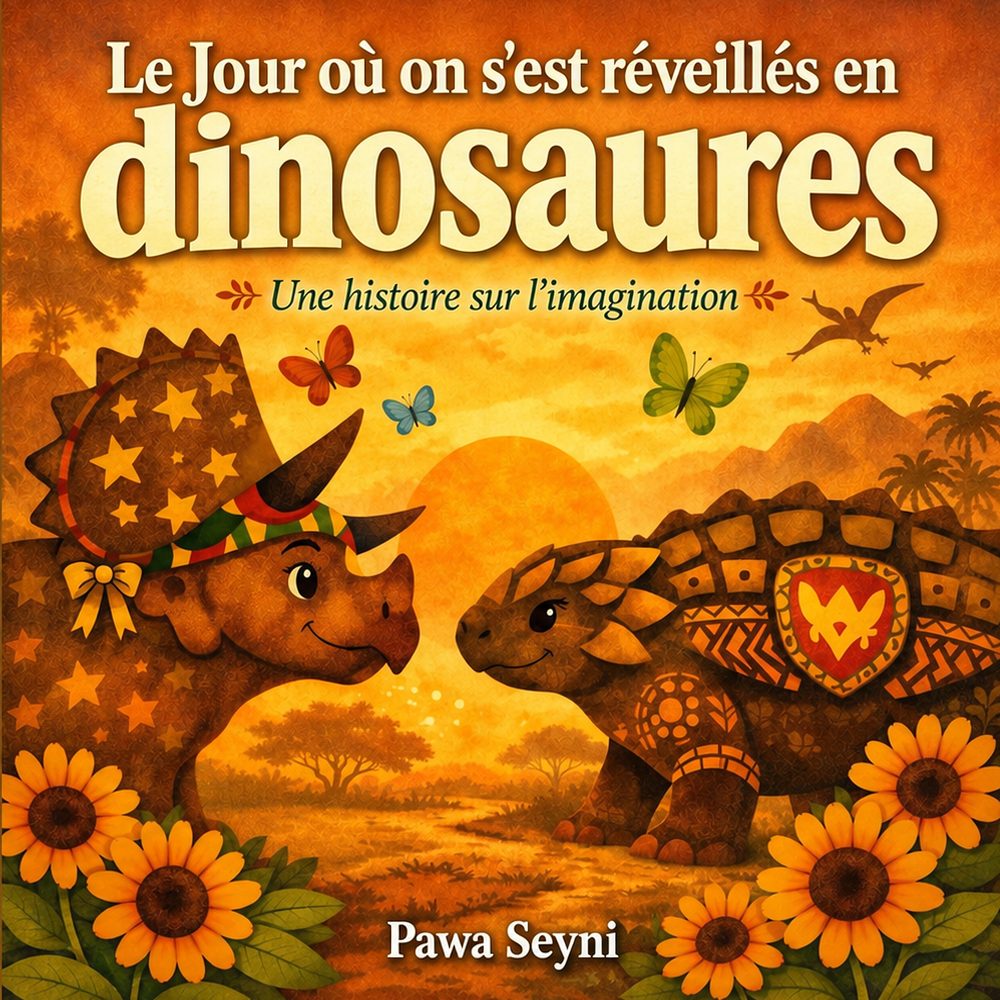 Le Jour où on s’est réveillés en
dinosaures
Une histoire sur l’imagination
Pawa Seyni